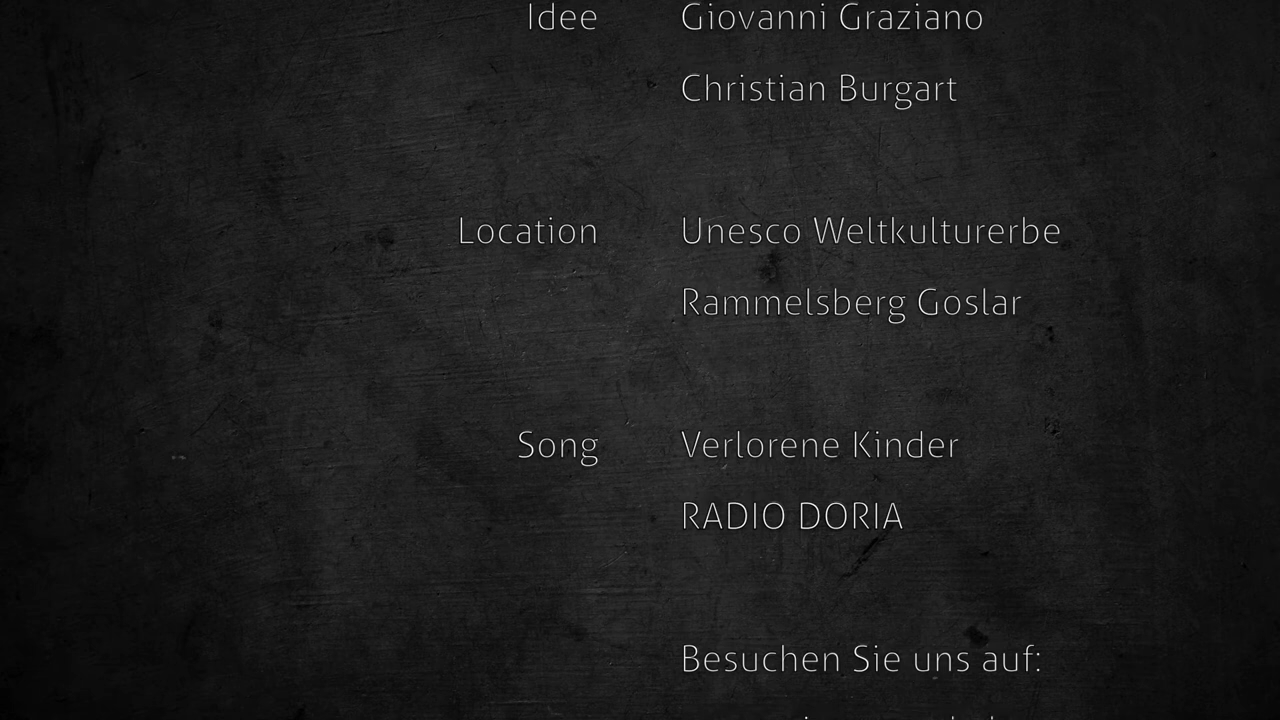 Idee Giovanni Graziano
Christian Burgart
Location Unesco Weltkulturerbe
Rammelsberg Goslar
Song Verlorene Kinder
RADIO DORIA
Besuchen Sie uns auf: